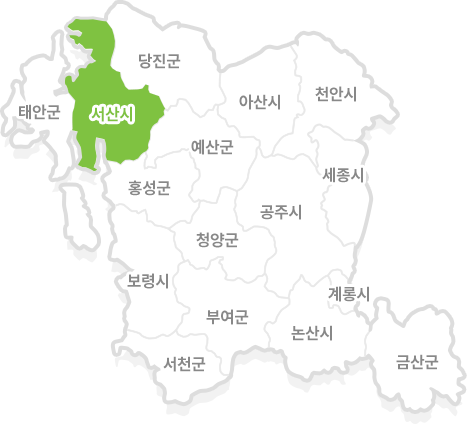 당진군
천안시
아산시
태안군
서산시
예산군
세종시
홍성군
공주시
청양군
보령시
계룡시
부여군
논산시
서천군
금산군